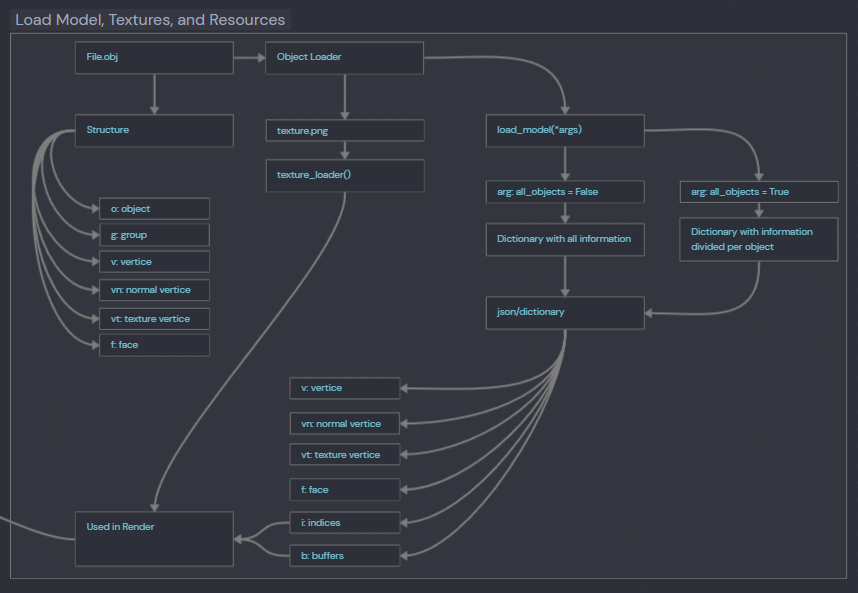 Load Model, Textures, and Resources
File.obj
Object Loader
Structure
texture.png
load_model(*args)
texture_loader()
arg: all_objects = False
arg: all_objects = True
o: object
g: group
Dictionary with all information
Dictionary with information
divided per object
v: vertice
vn: normal vertice
vt: texture vertice
f: face
json/dictionary
v: vertice
vn: normal vertice
vt: texture vertice
f: face
i: indices
b: buffers
Used in Render